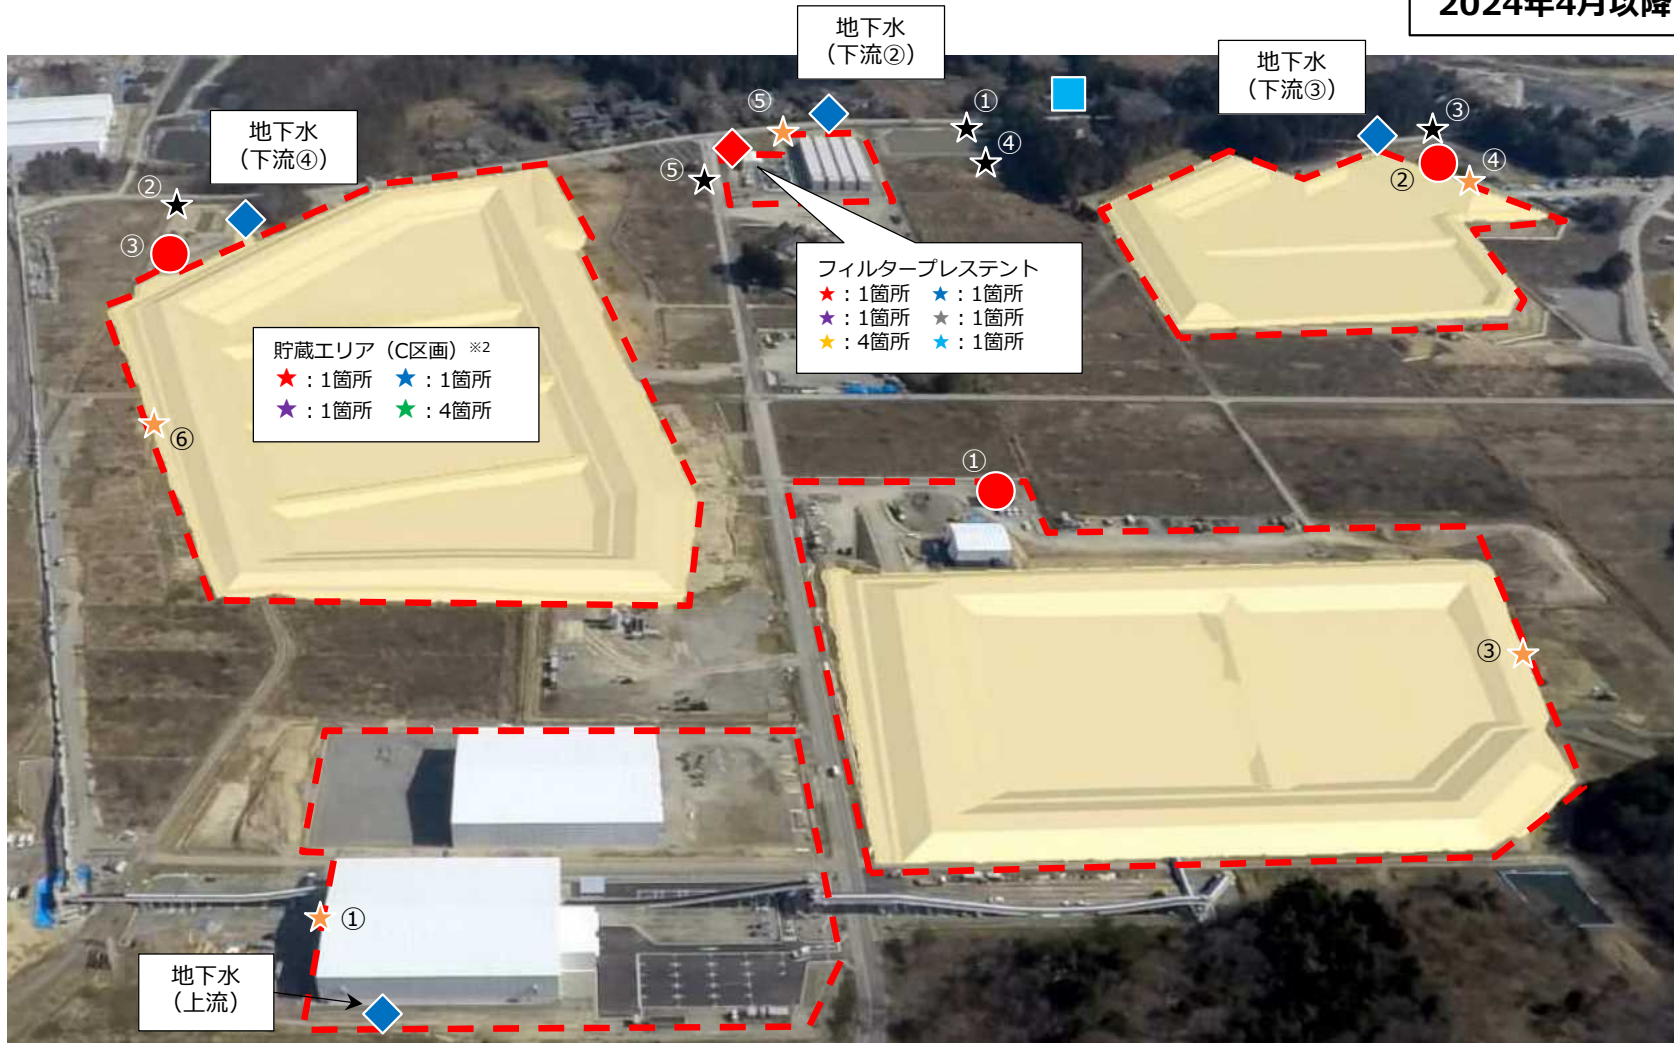 2024年4月以降
地下水
（下流②）
地下水
（下流③）
地下水
（下流④）
⑤
①
④
③
②
④
⑤
②
③
フィルタープレステント
★：1箇所 ★：1箇所
★：1箇所 ★：1箇所
★：4箇所 ★：1箇所
貯蔵エリア（C区画）※2
★：1箇所 ★：1箇所
★：1箇所 ★：4箇所
⑥
①
③
①
地下水
（上流）